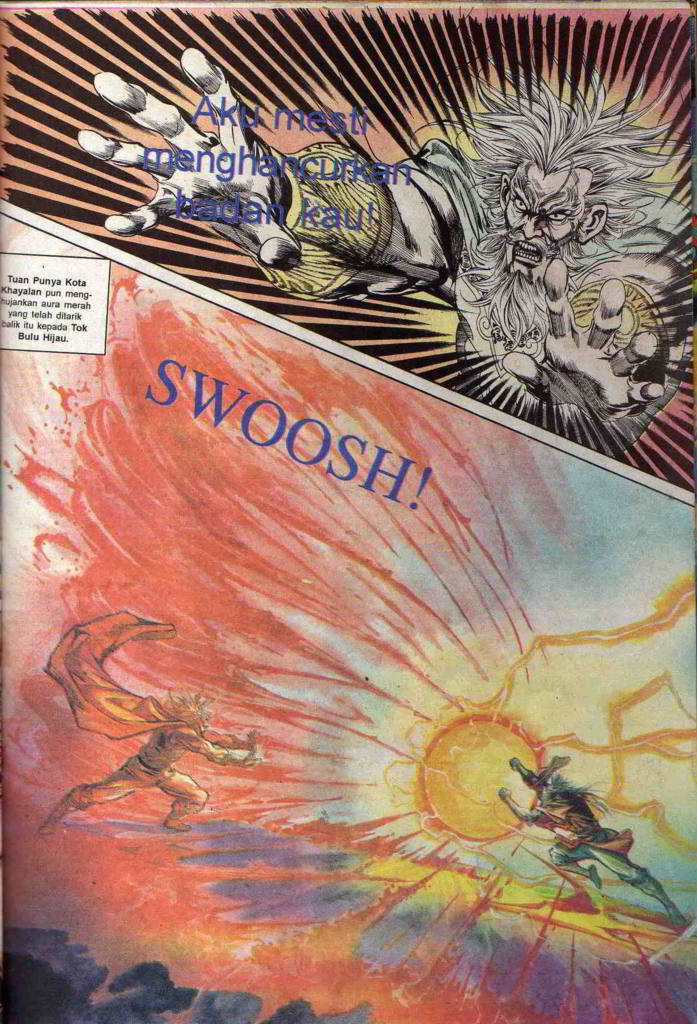 Aku mesti
menghancurkan
badan kau!
Tuan Punya Kota
Khayalan pun meng-
hujankan aura merah
yang telah ditarik
balik itu kepada Tok
Bulu Hijau.
SWOOSH!